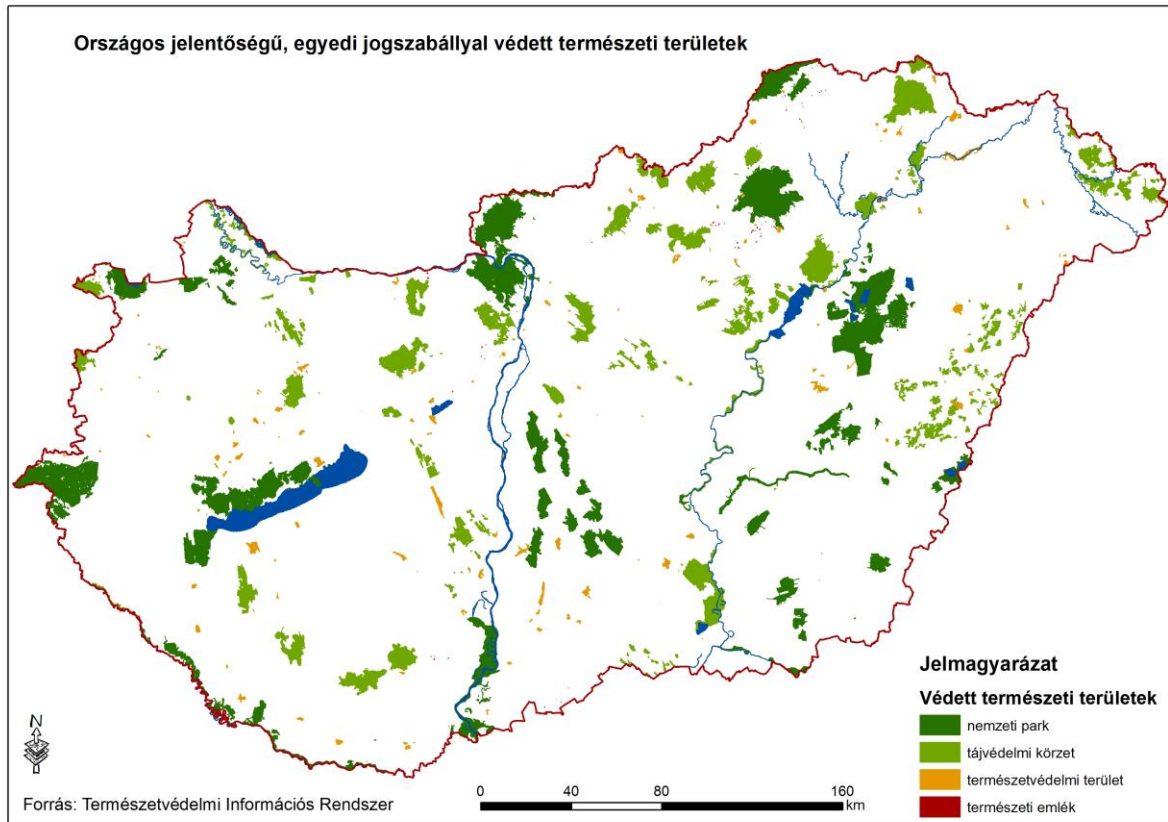 Országos jelentőségű, egyedi jogszabállyal védett természeti területek
Jelmagyarázat
Védett természeti területek
nemzeti park
tájvédelmi körzet
természetvédelmi terület
természeti emlék
N
Forrás: Természetvédelmi Információs Rendszer
0 40 80 160
km